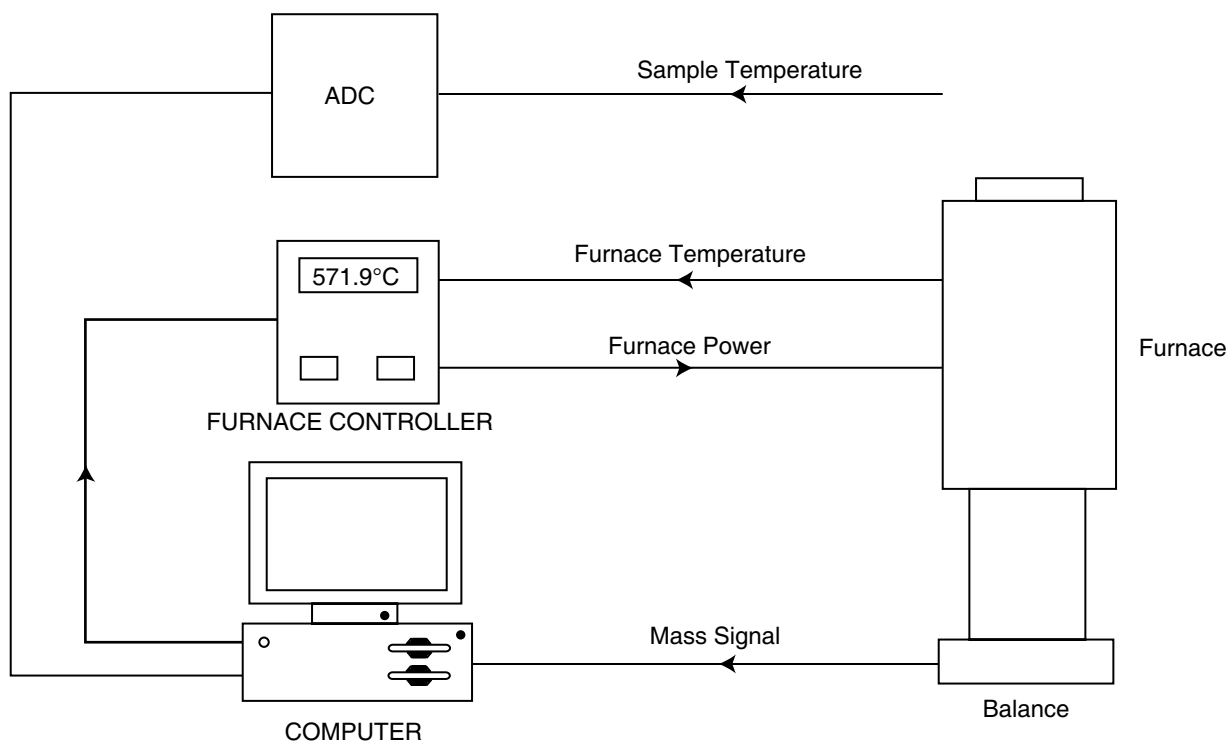 Sample Temperature
ADC
Furnace Temperature
571.9°C
Furnace Power
Furnace
FURNACE CONTROLLER
Mass Signal
Balance
COMPUTER